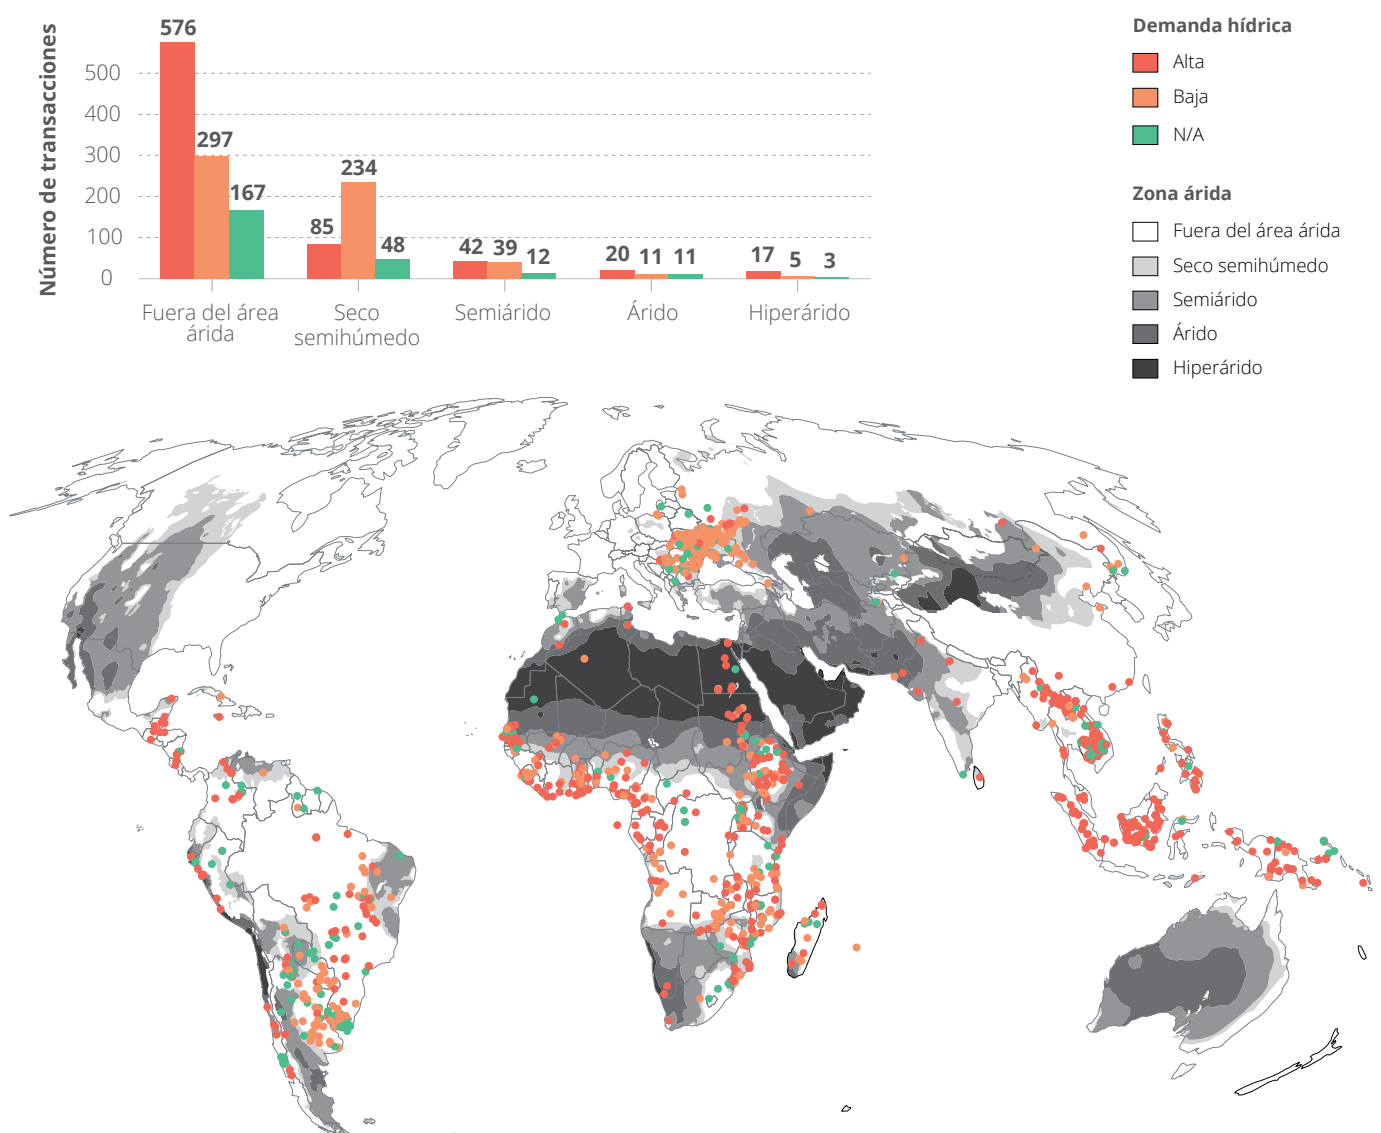 Número de transacciones
500
400
300
200
100
0
576
297
167
85
234
48
42
39
12
20
11
11
17
5
3
Fuera del área
árida
Seco
semihúmedo
Semiárido
Árido
Hiperárido
Demanda hídrica
Alta
Baja
N/A
Zona árida
Fuera del área árida
Seco semihúmedo
Semiárido
Árido
Hiperárido